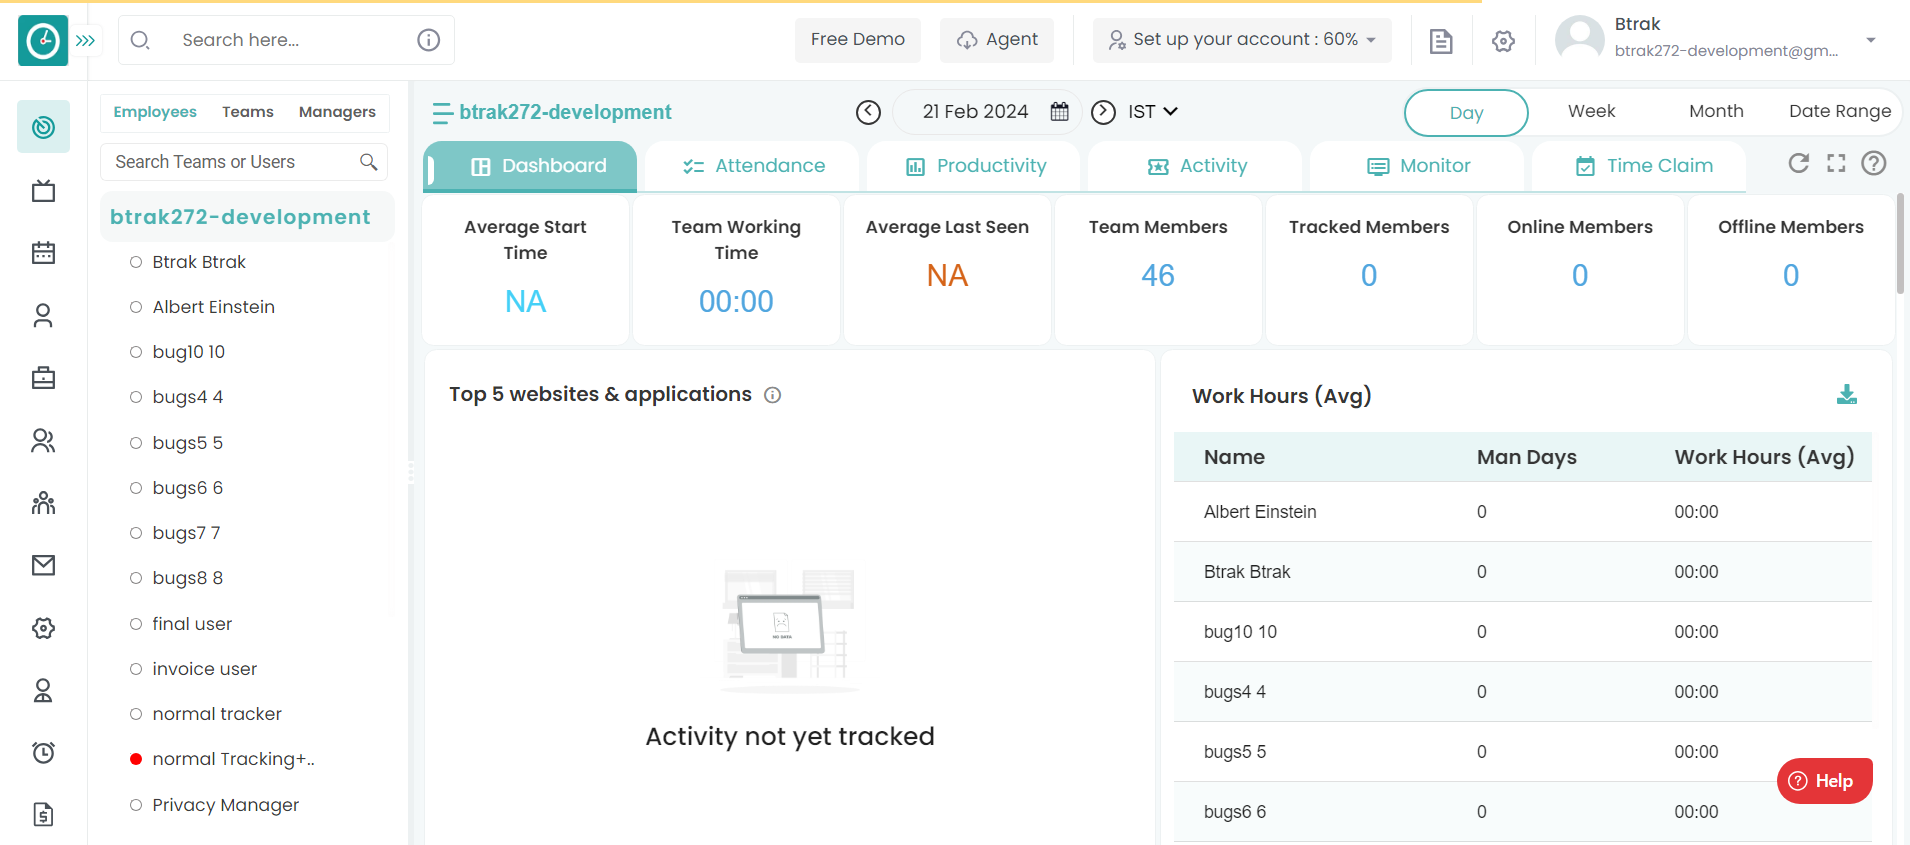 Search here...
Free Demo
Agent
Set up your account : 60%
Btrak
btrak272-development@gm...
Employees
Teams
Managers
Search Teams or Users
btrak272-development
Btrak Btrak
Albert Einstein
bug10 10
bugs4 4
bugs5 5
bugs6 6
bugs7 7
bugs8 8
final user
invoice user
normal tracker
normal Tracking+..
Privacy Manager
btrak272-development
21 Feb 2024
IST
Day
Week
Month
Date Range
Dashboard
Attendance
Productivity
Activity
Monitor
Time Claim
Average Start
Time
NA
Team Working
Time
00:00
Average Last Seen
NA
Team Members
46
Tracked Members
0
Online Members
0
Offline Members
0
Top 5 websites & applications
NO DATA
Activity not yet tracked
Work Hours (Avg)
Name Man Days Work Hours (Avg)
Albert Einstein 0 00:00
Btrak Btrak 0 00:00
bug10 10 0 00:00
bugs4 4 0 00:00
bugs5 5 0 00:00
bugs6 6 0 00:00
Help